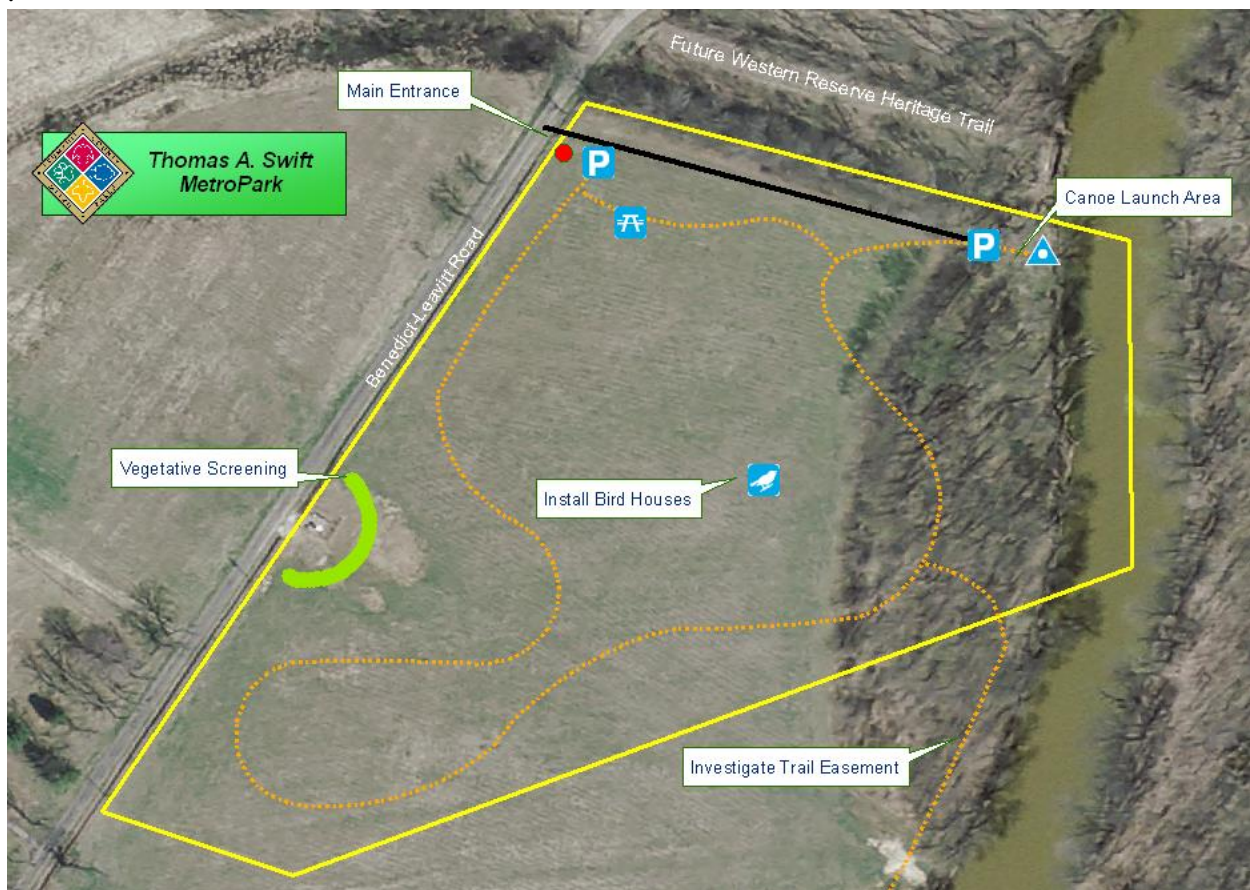 Future Western Reserve Heritage Trail
Main Entrance
Thomas A. Swift
MetroPark
P
Canoe Launch Area
P
Benedict-Leavitt Road
Vegetative Screening
Install Bird Houses
Investigate Trail Easement